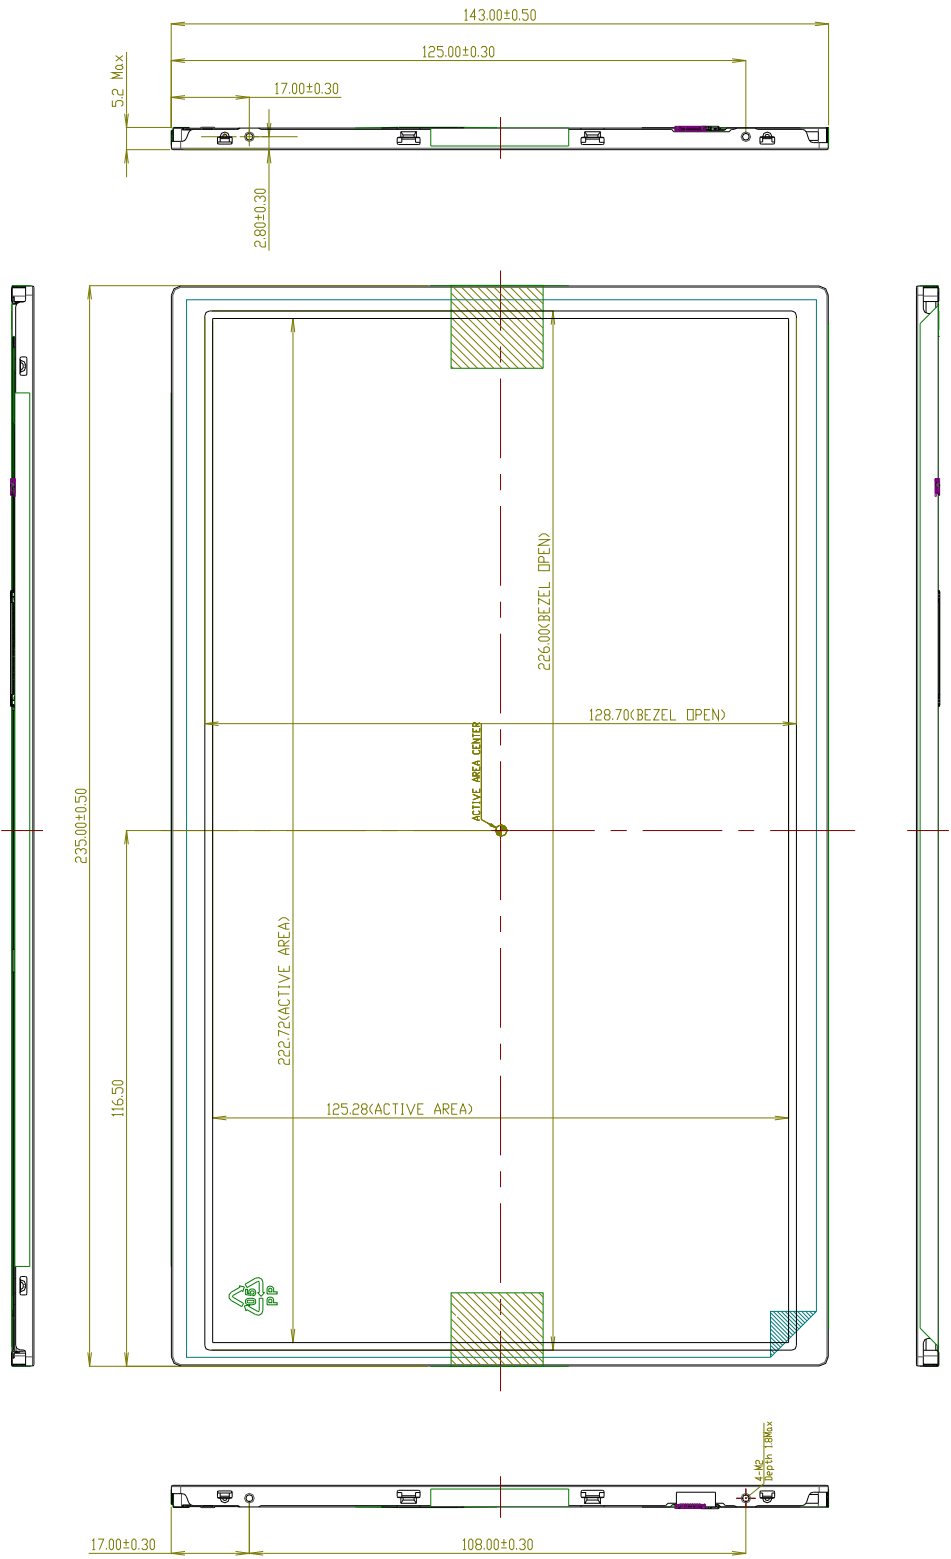 143.00±0.50
125.00±0.30
17.00±0.30
5.2 Max
2.80±0.30
226.00(BEZEL OPEN)
128.70(BEZEL OPEN)
ACTIVE AREA CENTER
235.00±0.50
222.72(ACTIVE AREA)
116.50
125.28(ACTIVE AREA)
05
PP
4-M2
Depth 1.8Max
17.00±0.30
108.00±0.30